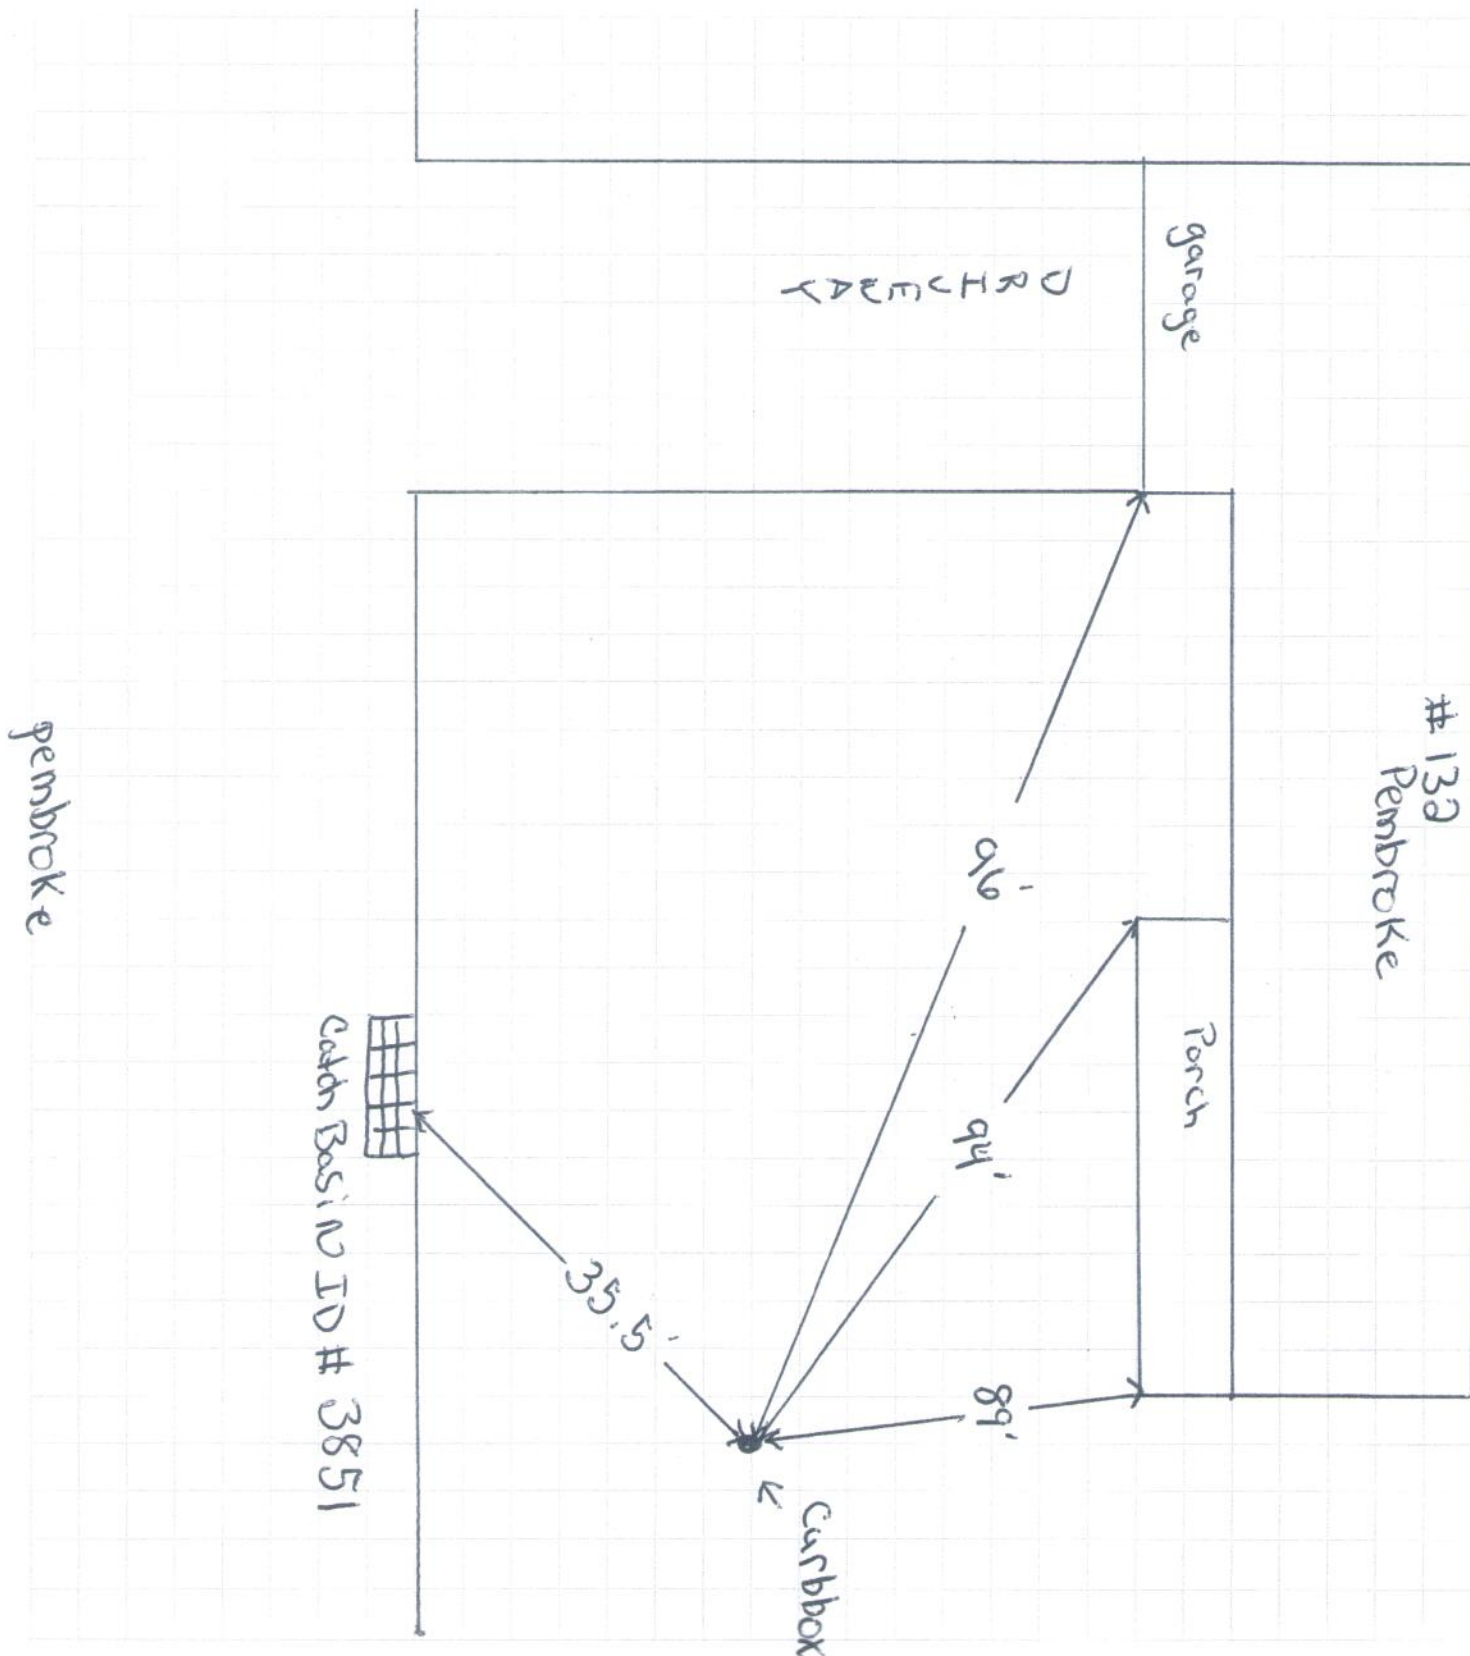 # 132
Pembroke
garage
DRIVEWAY
Porch
96'
94'
89'
35.5'
Curbbox
Catch Basin ID # 3851
pembroke